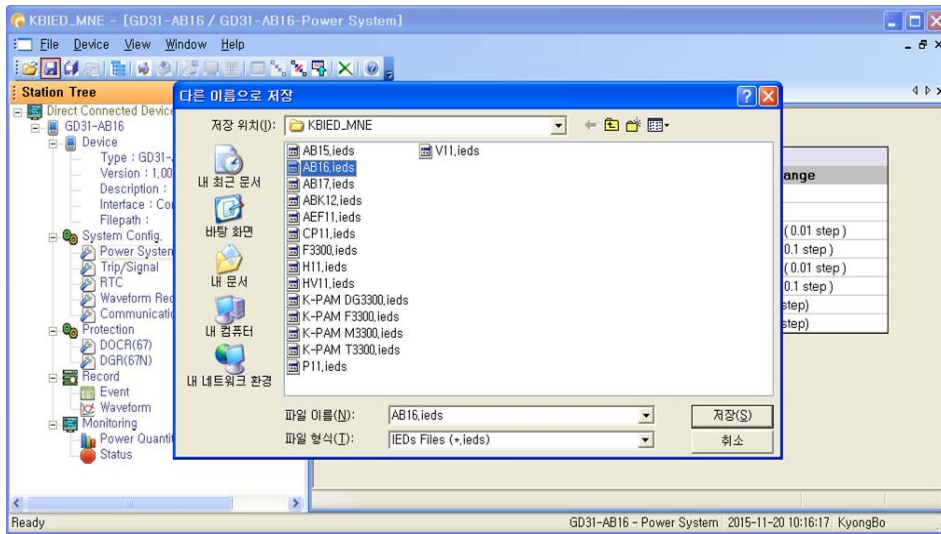 KBIED_MNE - [GD31-AB16 / GD31-AB16-Power System]
File Device View Window Help
Station Tree
Direct Connected Device
GD31-AB16
Device
Type : GD31-
Version : 1,00
Description :
Interface : Co
Filepath :
System Config,
Power System
Trip/Signal
RTC
Waveform Rec
Communicatio
Protection
DOCR(67)
DGR(67N)
Record
Event
Waveform
Monitoring
Power Quanti
Status
다른 이름으로 저장
저장 위치(I):
KBIED_MNE
내 최근 문서
바탕 화면
내 문서
내 컴퓨터
내 네트워크 환경
AB15,ieds
AB16,ieds
AB17,ieds
ABK12,ieds
AEF11,ieds
CP11,ieds
F3300,ieds
H11,ieds
HV11,ieds
K-PAM DG3300,ieds
K-PAM F3300,ieds
K-PAM M3300,ieds
K-PAM T3300,ieds
P11,ieds
V11,ieds
파일 이름(N):
AB16,ieds
저장(S)
파일 형식(T):
IEDs Files (*,ieds)
취소
ange
( 0.01 step )
0.1 step )
( 0.01 step )
0.1 step )
step)
step)
Ready
GD31-AB16 - Power System 2015-11-20 10:16:17 KyongBo